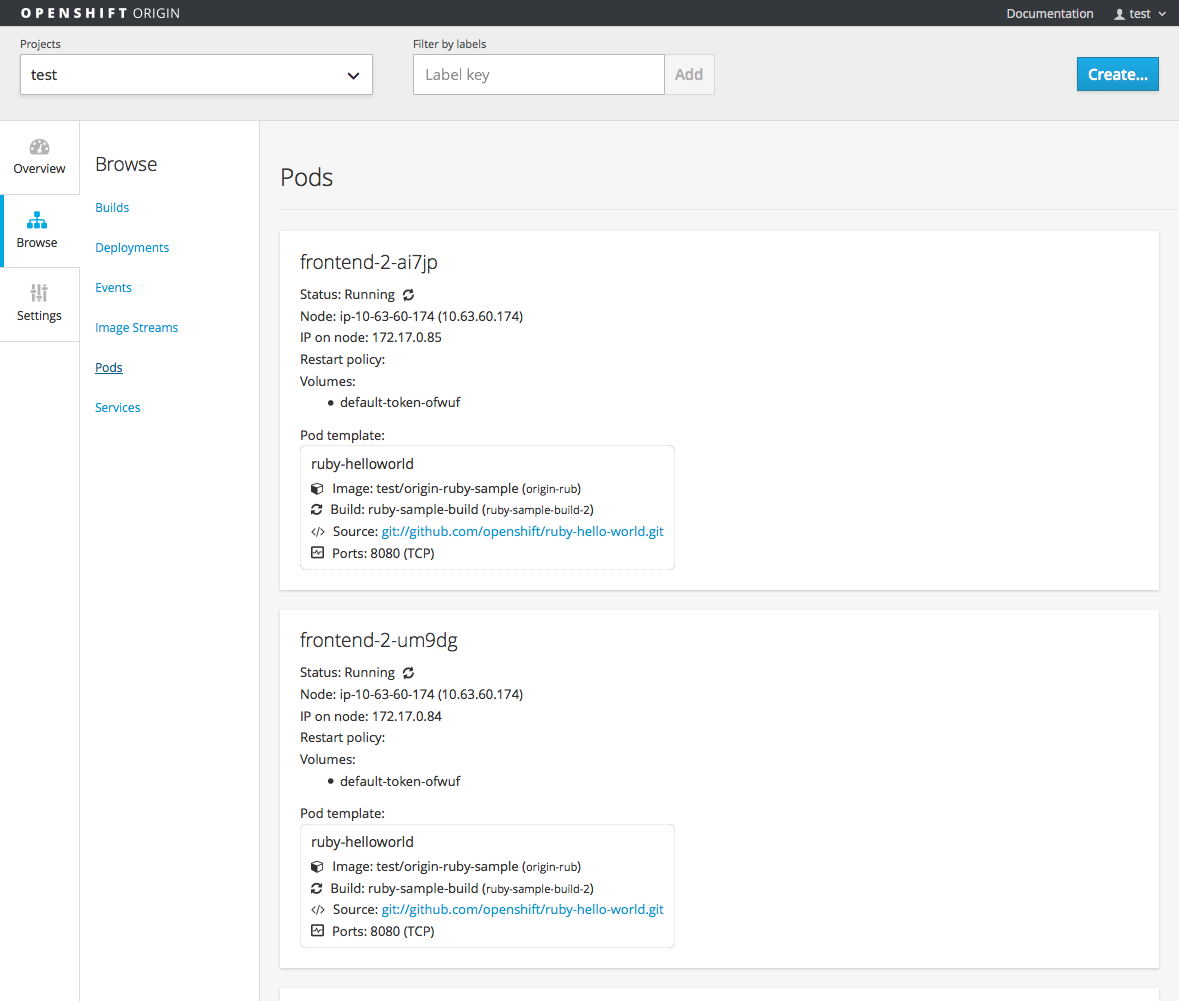 OPENSHIFT ORIGIN
Documentation
test
Projects
test
Filter by labels
Label key
Add
Create...
Overview
Browse
Settings
Browse
Builds
Deployments
Events
Image Streams
Pods
Services
Pods
frontend-2-ai7jp
Status: Running
Node: ip-10-63-60-174 (10.63.60.174)
IP on node: 172.17.0.85
Restart policy:
Volumes:
• default-token-ofwuf
Pod template:
ruby-helloworld
Image: test/origin-ruby-sample (origin-rub)
Build: ruby-sample-build (ruby-sample-build-2)
</> Source: git://github.com/openshift/ruby-hello-world.git
Ports: 8080 (TCP)
frontend-2-um9dg
Status: Running
Node: ip-10-63-60-174 (10.63.60.174)
IP on node: 172.17.0.84
Restart policy:
Volumes:
• default-token-ofwuf
Pod template:
ruby-helloworld
Image: test/origin-ruby-sample (origin-rub)
Build: ruby-sample-build (ruby-sample-build-2)
</> Source: git://github.com/openshift/ruby-hello-world.git
Ports: 8080 (TCP)